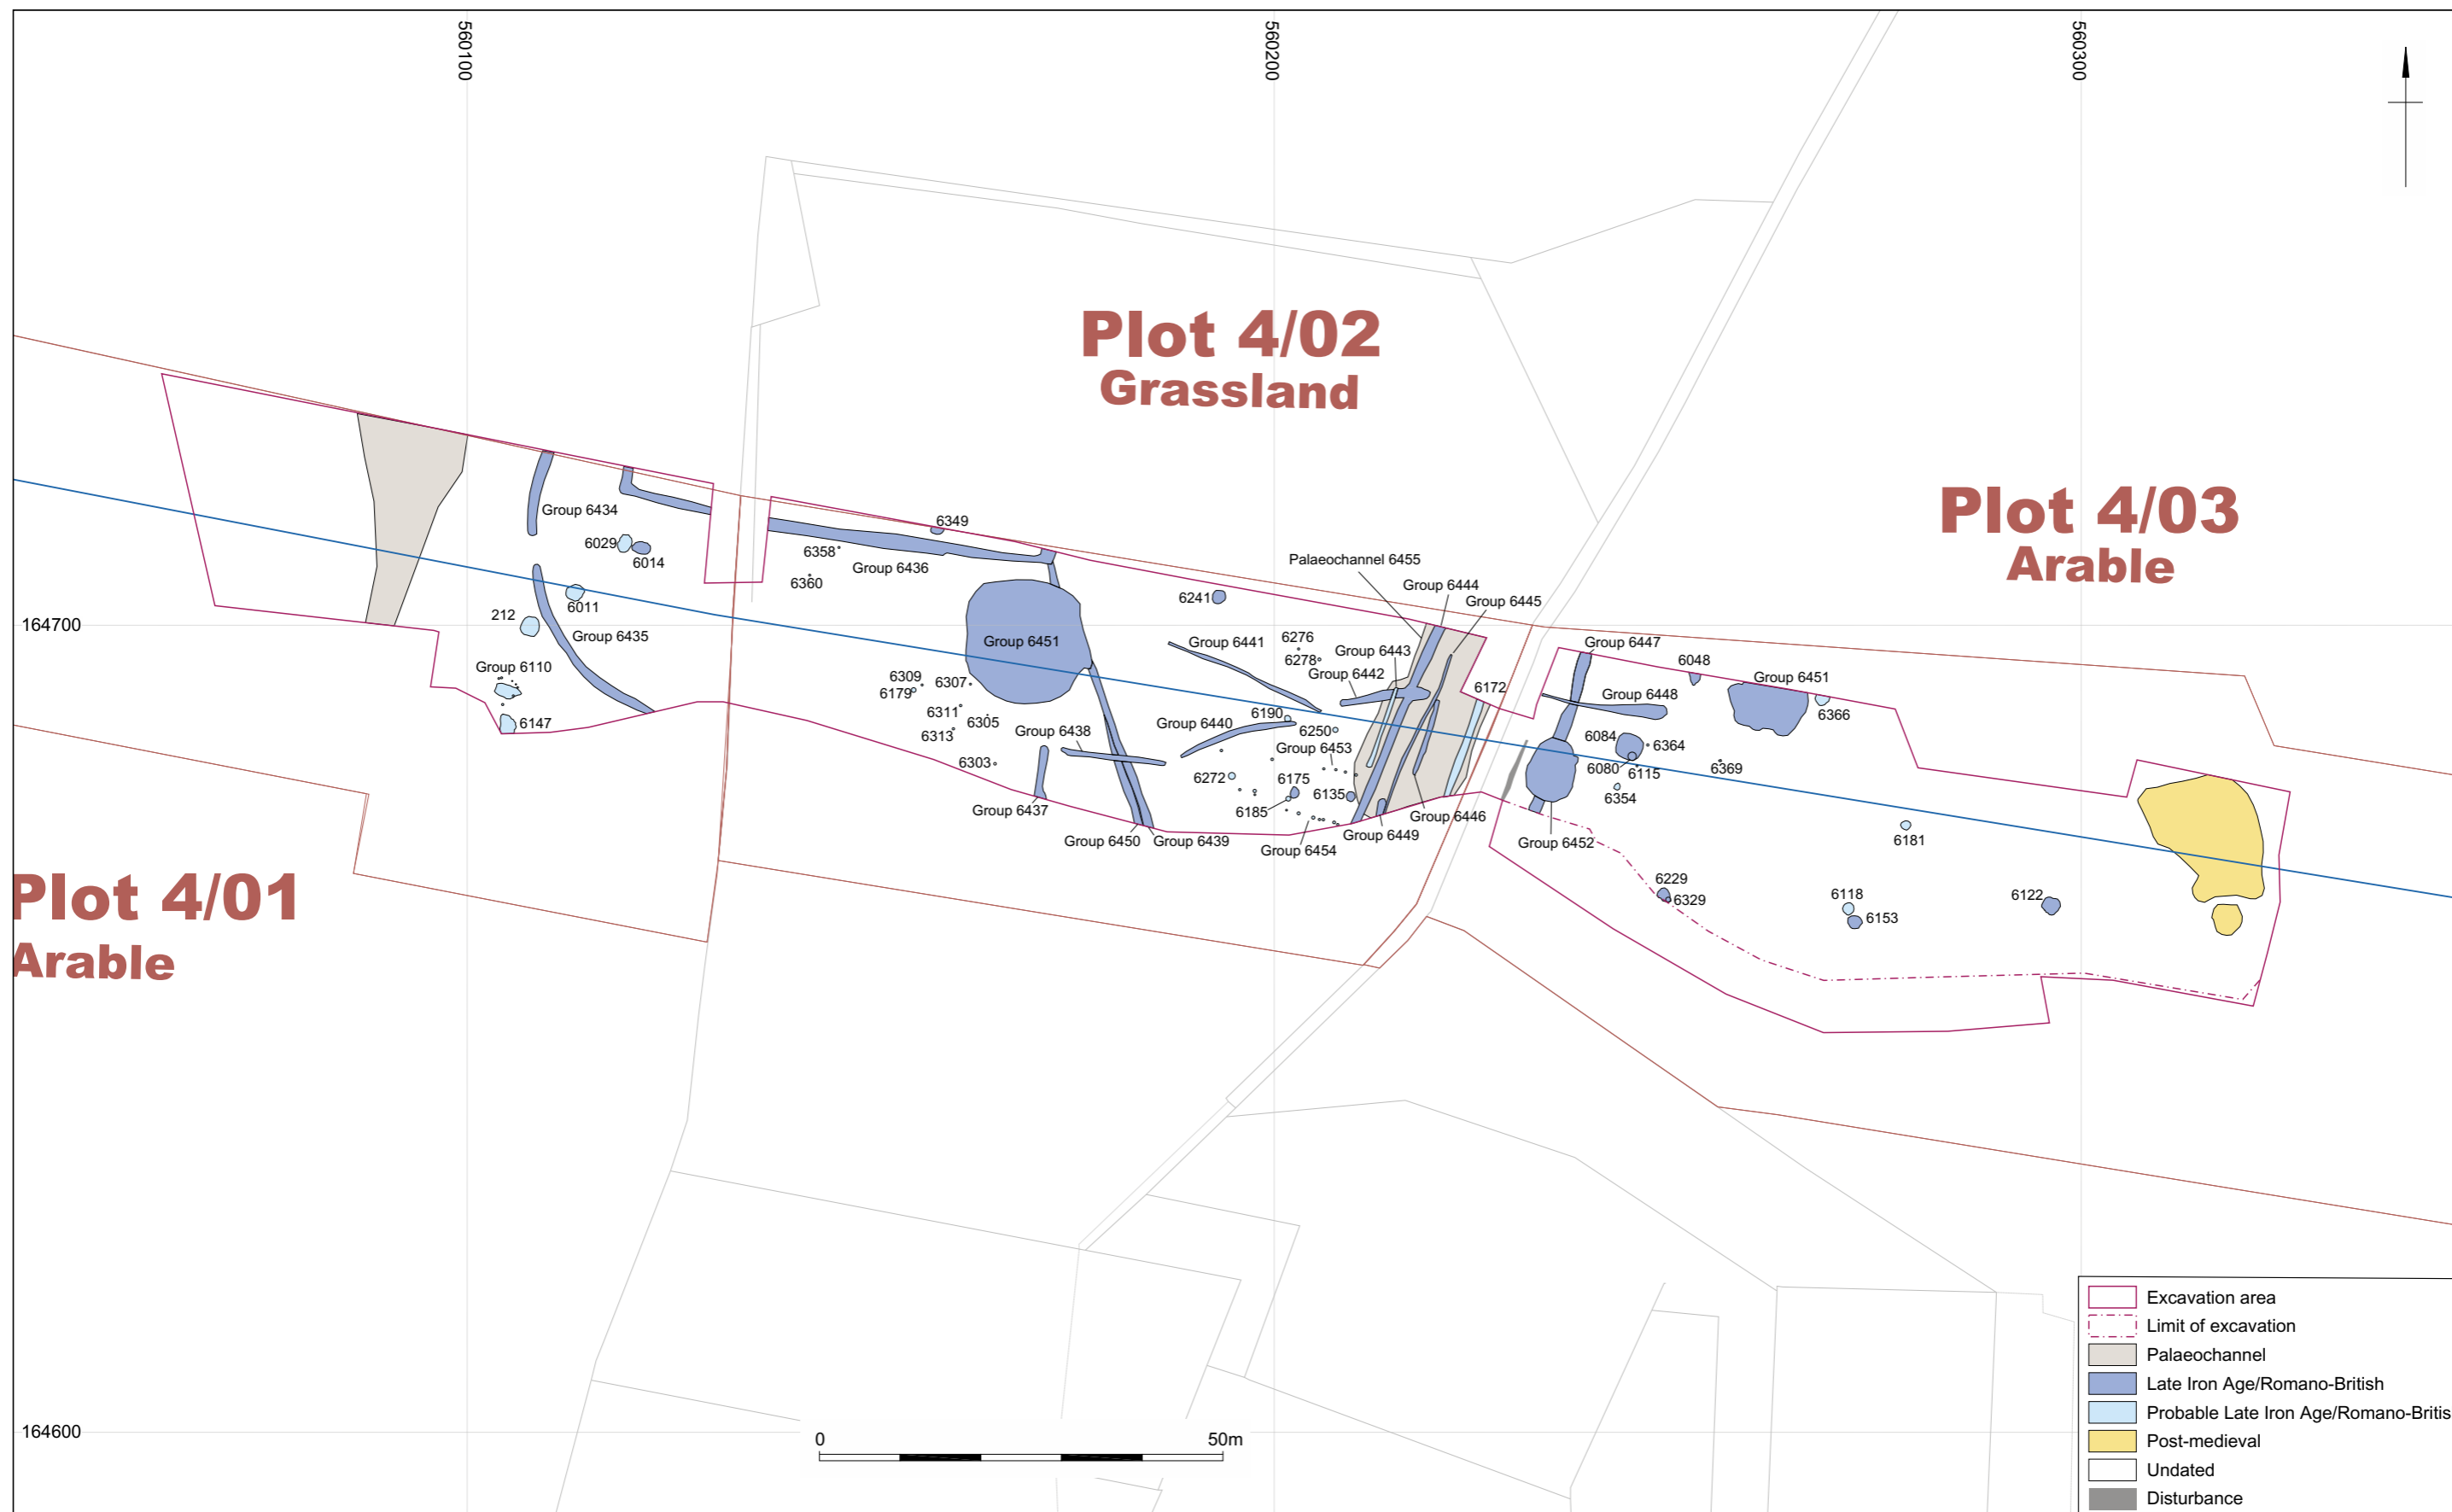 560100
560200
560300
Plot 4/02
Grassland
Plot 4/03
Arable
Group 6434
6029
6014
6349
6358
Group 6436
6360
Palaeochannel 6455
Group 6444
Group 6445
6241
6011
212
164700
Group 6435
Group 6451
6276
Group 6441
Group 6443
6278
Group 6442
Group 6447
6048
Group 6451
Group 6110
6309
6179
6307
6172
Group 6448
6366
6147
6311
6305
6313
Group 6438
Group 6440
6190
6250
Group 6453
6084
6364
6080
6115
6369
6303
6272
6175
6135
6354
Group 6437
6185
Group 6446
Group 6450
Group 6439
Group 6449
Group 6454
Group 6452
6181
Plot 4/01
Arable
6229
6329
6118
6153
6122
Excavation area
Limit of excavation
Palaeochannel
Late Iron Age/Romano-British
Probable Late Iron Age/Romano-Britis
Post-medieval
Undated
Disturbance
164600
0
50m